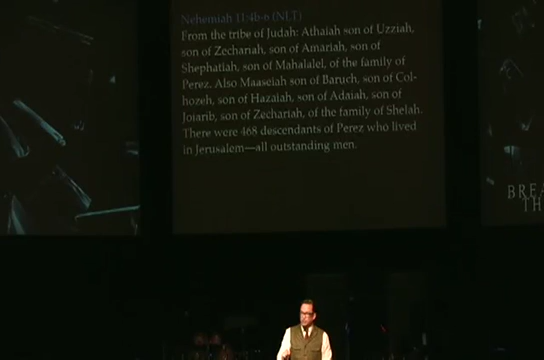 Nehemiah 11:4b-6 (NLT)
From the tribe of Judah: Athaiah son of Uzziah,
son of Zechariah, son of Amariah, son of
Shephatiah, son of Mahalalel, of the family of
Perez. Also Maaseiah son of Baruch, son of Col-
hozeh, son of Hazaiah, son of Adaiah, son of
Joiarib, son of Zechariah, of the family of Shelah.
There were 468 descendants of Perez who lived
in Jerusalem—all outstanding men.
BREA
TH